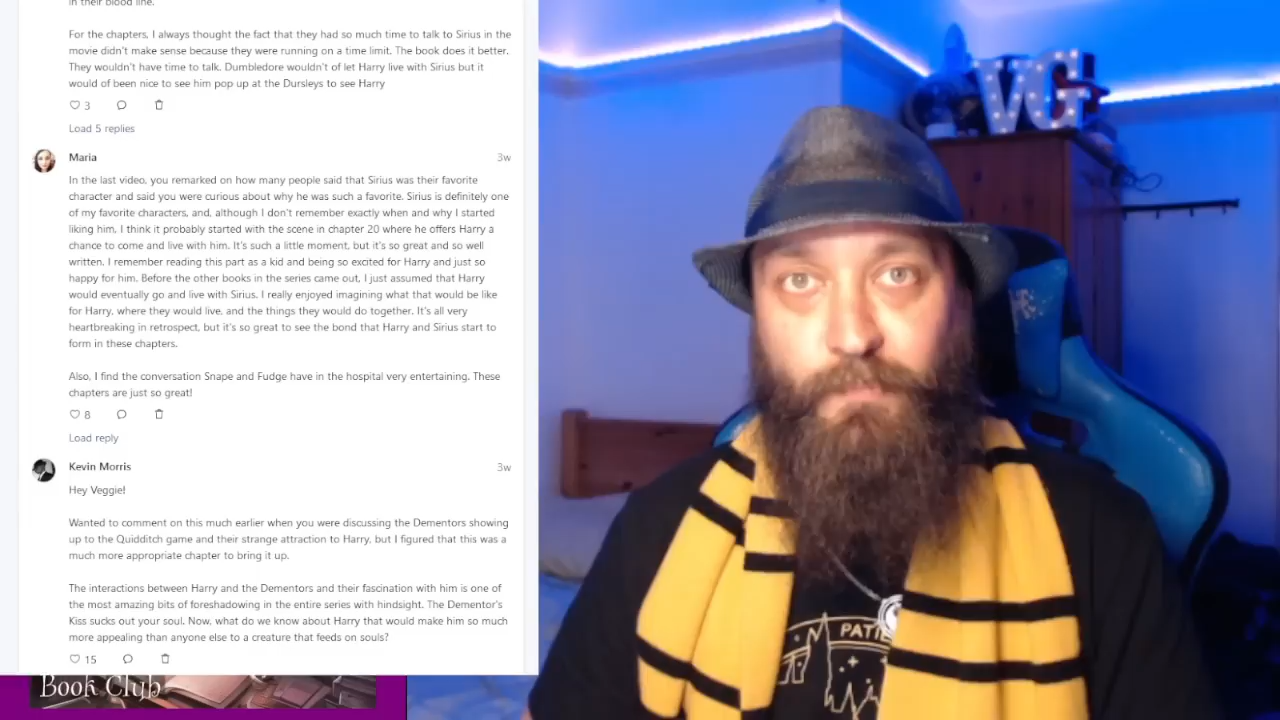 in their blood line.
For the chapters, I always thought the fact that they had so much time to talk to Sirius in the
movie didn't make sense because they were running on a time limit. The book does it better.
They wouldn't have time to talk. Dumbledore wouldn't of let Harry live with Sirius but it
would of been nice to see him pop up at the Dursleys to see Harry
3
Load 5 replies
Maria 3w
In the last video, you remarked on how many people said that Sirius was their favorite
character and said you were curious about why he was such a favorite. Sirius is definitely one
of my favorite characters, and, although I don't remember exactly when and why I started
liking him, I think it probably started with the scene in chapter 20 where he offers Harry a
chance to come and live with him. It's such a little moment, but it's so great and so well
written. I remember reading this part as a kid and being so excited for Harry and just so
happy for him. Before the other books in the series came out, I just assumed that Harry
would eventually go and live with Sirius. I really enjoyed imagining what that would be like
for Harry, where they would live, and the things they would do together. It's all very
heartbreaking in retrospect, but it's so great to see the bond that Harry and Sirius start to
form in these chapters.
Also, I find the conversation Snape and Fudge have in the hospital very entertaining. These
chapters are just so great!
8
Load reply
Kevin Morris 3w
Hey Veggie!
Wanted to comment on this much earlier when you were discussing the Dementors showing
up to the Quidditch game and their strange attraction to Harry, but I figured that this was a
much more appropriate chapter to bring it up.
The interactions between Harry and the Dementors and their fascination with him is one of
the most amazing bits of foreshadowing in the entire series with hindsight. The Dementor's
Kiss sucks out your soul. Now, what do we know about Harry that would make him so much
more appealing than anyone else to a creature that feeds on souls?
15
Book Club
VG